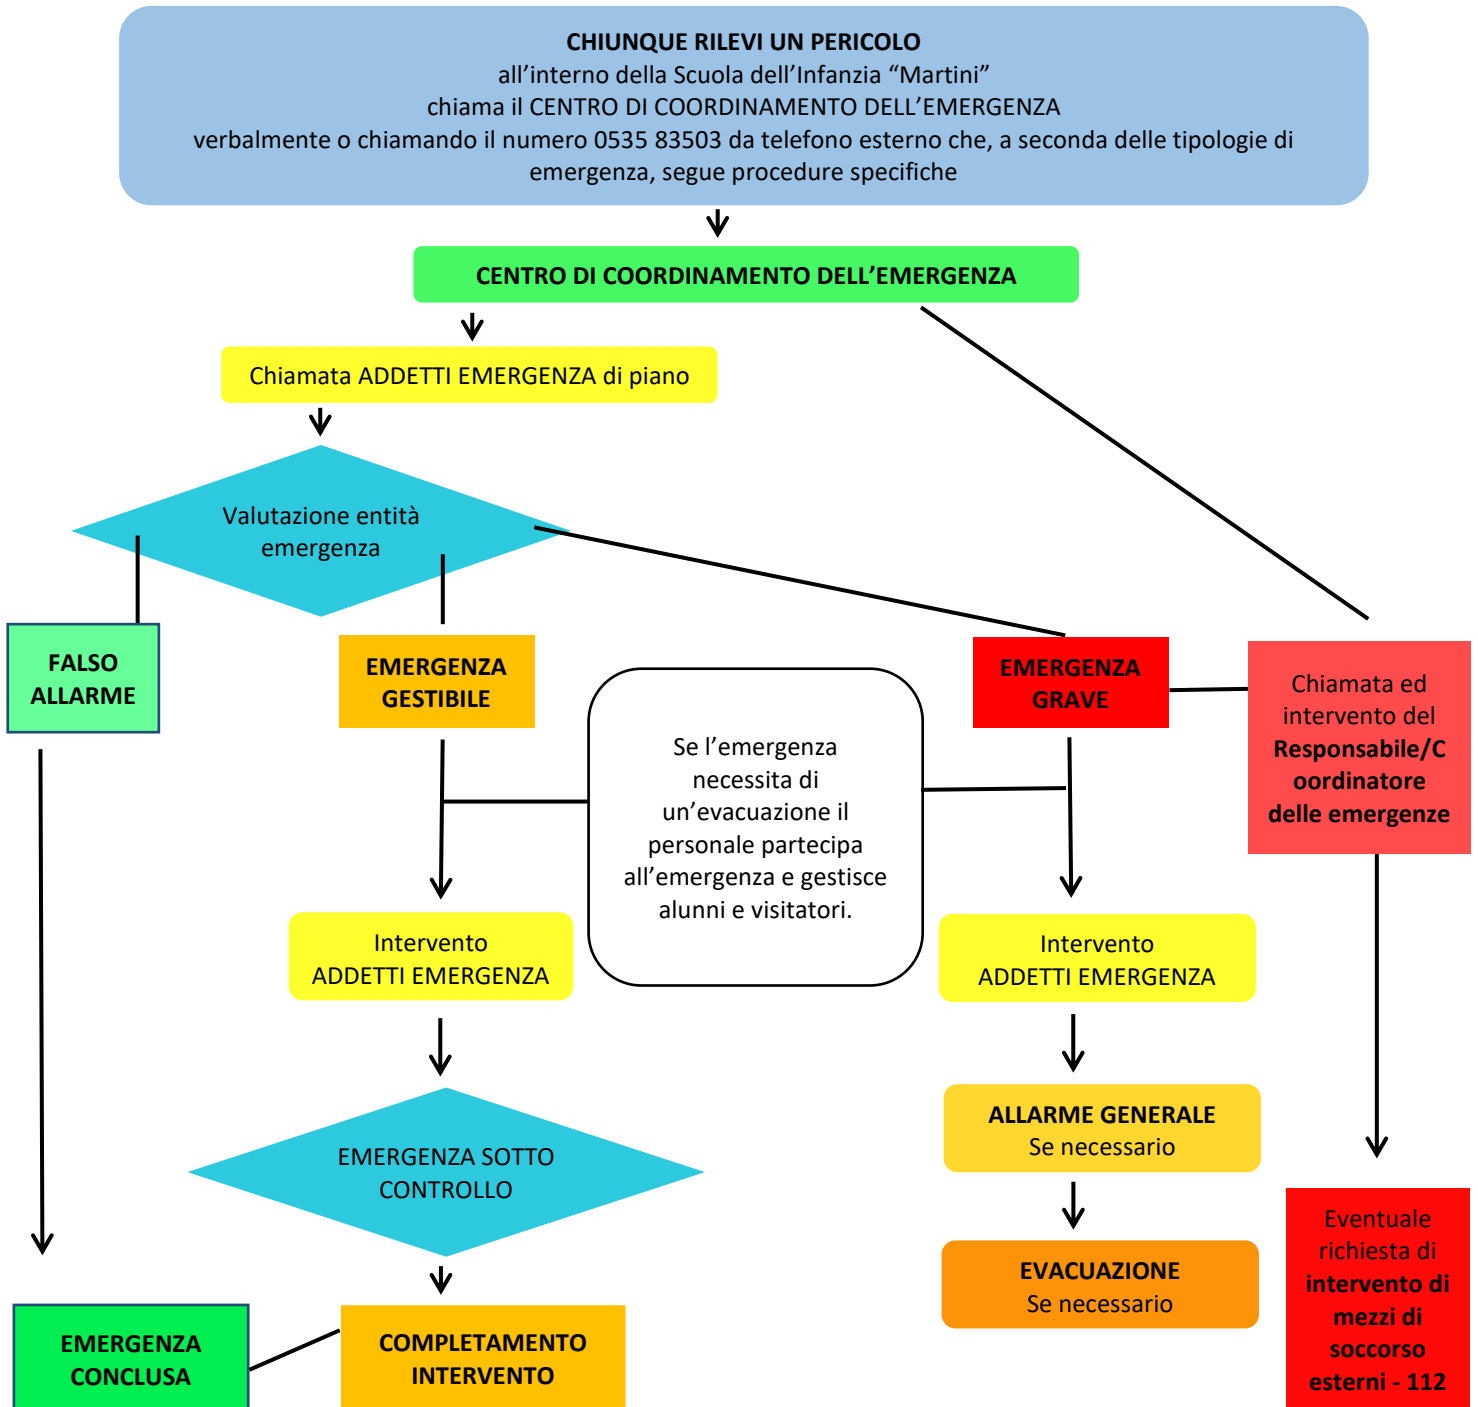 CHIUNQUE RILEVI UN PERICOLO
all’interno della Scuola dell’Infanzia “Martini”
chiama il CENTRO DI COORDINAMENTO DELL’EMERGENZA
verbalmente o chiamando il numero 0535 83503 da telefono esterno che, a seconda delle tipologie di
emergenza, segue procedure specifiche
CENTRO DI COORDINAMENTO DELL’EMERGENZA
Chiamata ADDETTI EMERGENZA di piano
Valutazione entità
emergenza
FALSO
ALLARME
EMERGENZA
GESTIBILE
EMERGENZA
GRAVE
Chiamata ed
intervento del
Responsabile/C
oordinatore
delle emergenze
Se l’emergenza
necessita di
un’evacuazione il
personale partecipa
all’emergenza e gestisce
alunni e visitatori.
Intervento
ADDETTI EMERGENZA
Intervento
ADDETTI EMERGENZA
EMERGENZA SOTTO
CONTROLLO
ALLARME GENERALE
Se necessario
EVACUAZIONE
Se necessario
Eventuale
richiesta di
intervento di
mezzi di
soccorso
esterni - 112
EMERGENZA
CONCLUSA
COMPLETAMENTO
INTERVENTO